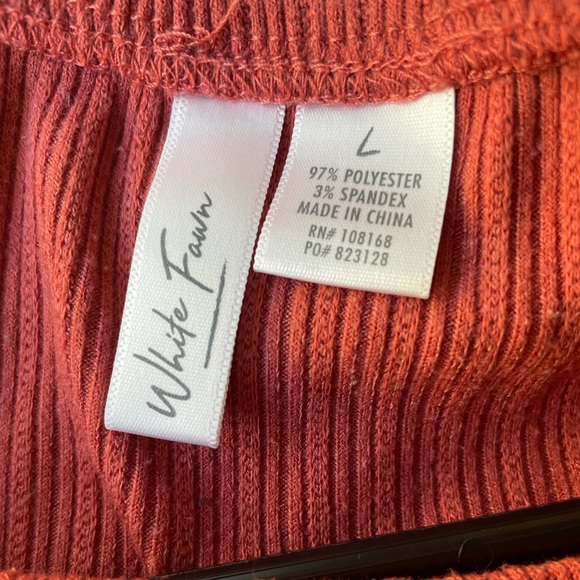 White Fawn
L
97% POLYESTER
3% SPANDEX
MADE IN CHINA
RN# 108168
PO# 823128